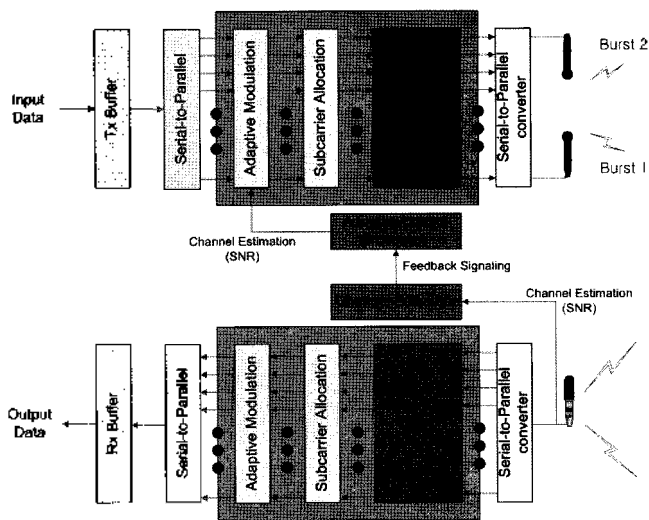 Input
Data
Tx Buffer
Serial-to-Parallel
Adaptive Modulation
Subcarrier Allocation
Serial-to-Parallel
converter
Burst 2
Burst 1
Channel Estimation
(SNR)
Feedback Signaling
Channel Estimation
(SNR)
Output
Data
Rx Buffer
Serial-to-Parallel
Adaptive Modulation
Subcarrier Allocation
Serial-to-Parallel
converter